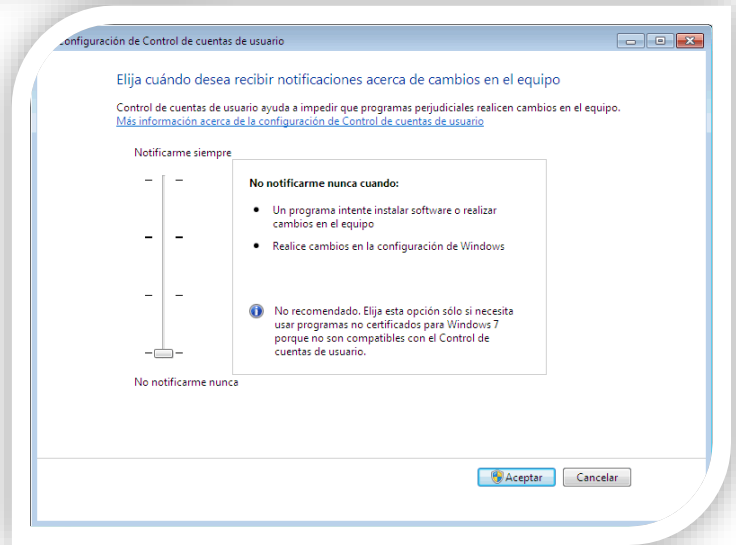 onfiguración de Control de cuentas de usuario
Elija cuándo desea recibir notificaciones acerca de cambios en el equipo
Control de cuentas de usuario ayuda a impedir que programas perjudiciales realicen cambios en el equipo.
Más información acerca de la configuración de Control de cuentas de usuario
Notificarme siempre
No notificarme nunca cuando:
Un programa intente instalar software o realizar
cambios en el equipo
Realice cambios en la configuración de Windows
No recomendado. Elija esta opción sólo si necesita
usar programas no certificados para Windows 7
porque no son compatibles con el Control de
cuentas de usuario.
No notificarme nunca
Aceptar
Cancelar